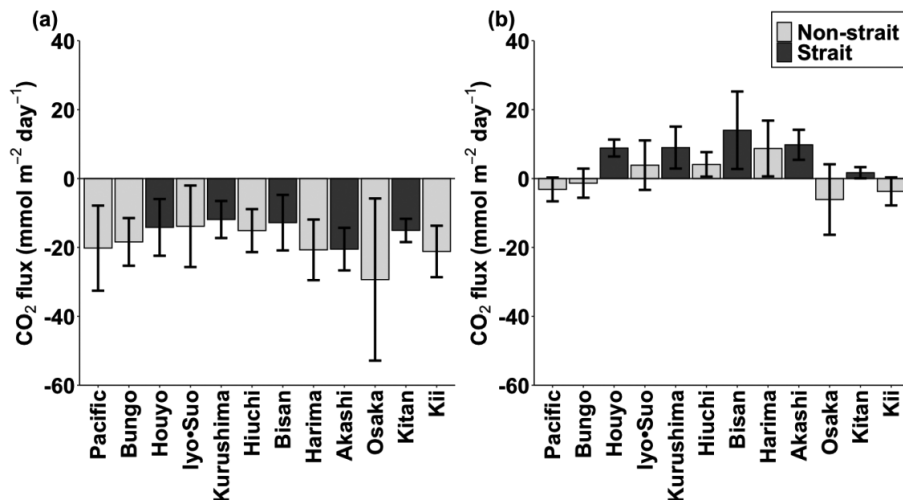 (a)
CO₂ flux (mmol m⁻² day⁻¹)
40
20
0
-20
-40
-60
Pacific
Bungo
Houyo
Iyo•Suo
Kurushima
Hiuchi
Bisan
Harima
Akashi
Osaka
Kitan
Kii
(b)
Non-strait
Strait
CO₂ flux (mmol m⁻² day⁻¹)
40
20
0
-20
-40
-60
Pacific
Bungo
Houyo
Iyo•Suo
Kurushima
Hiuchi
Bisan
Harima
Akashi
Osaka
Kitan
Kii